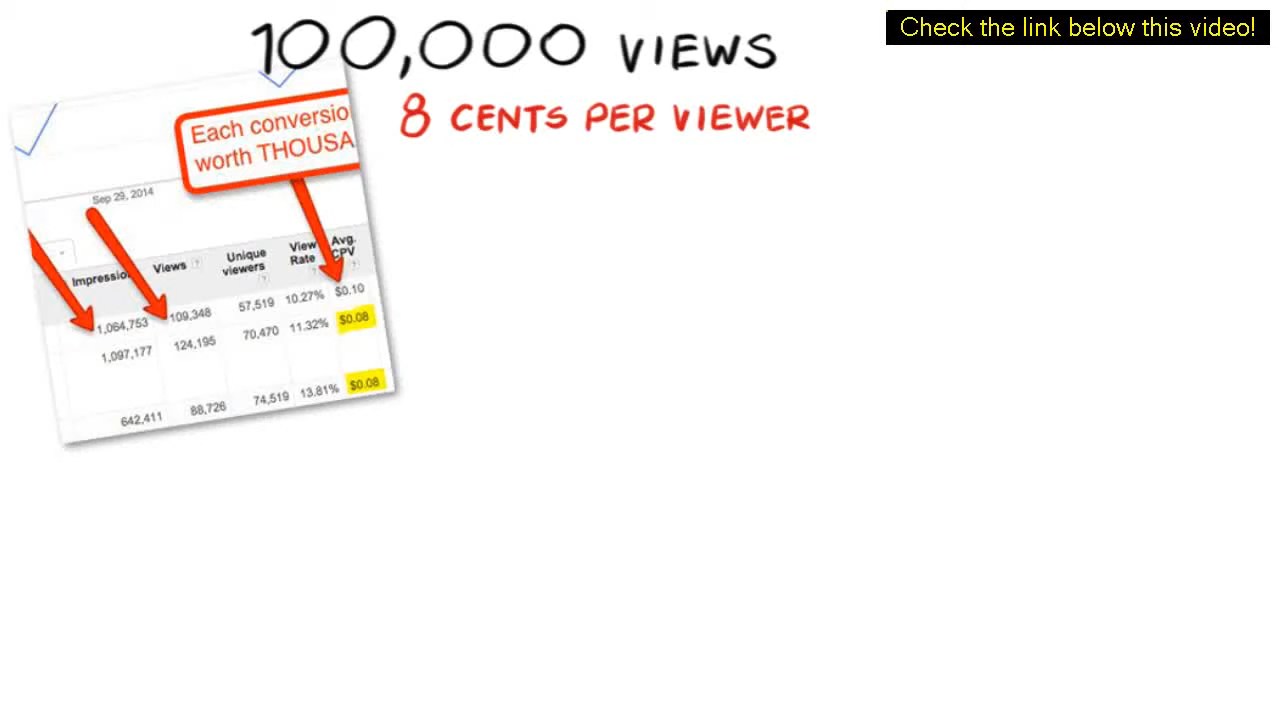 100,000 VIEWS
Check the link below this video!
8 CENTS PER VIEWER
Each conversio
worth THOUSA
Sep 29, 2014
Impression Views ? Unique viewers ? View Rate ? Avg. CPV ?
1,064,753 109,348 57,519 10.27% $0.10
1,097,177 124,195 70,470 11.32% $0.08
642,411 88,726 74,519 13.81% $0.08